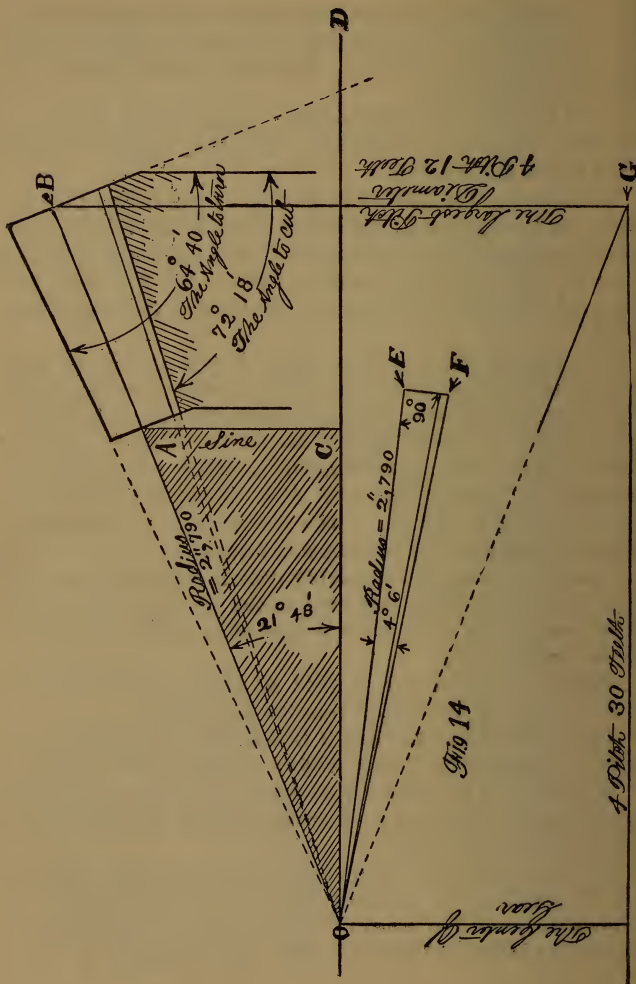 B
64° 40'
The Angle to turn
72° 18'
The Angle to cut
D
A
Sine
C
Radius
= 2",790
21° 48'
The largest Pitch
Diameter
4 Pitch 12 Teeth
E
90°
F
Radius = 2",790
4° 6'
O
Fig 14
The Center of
Gear
4 Pitch 30 Teeth
G